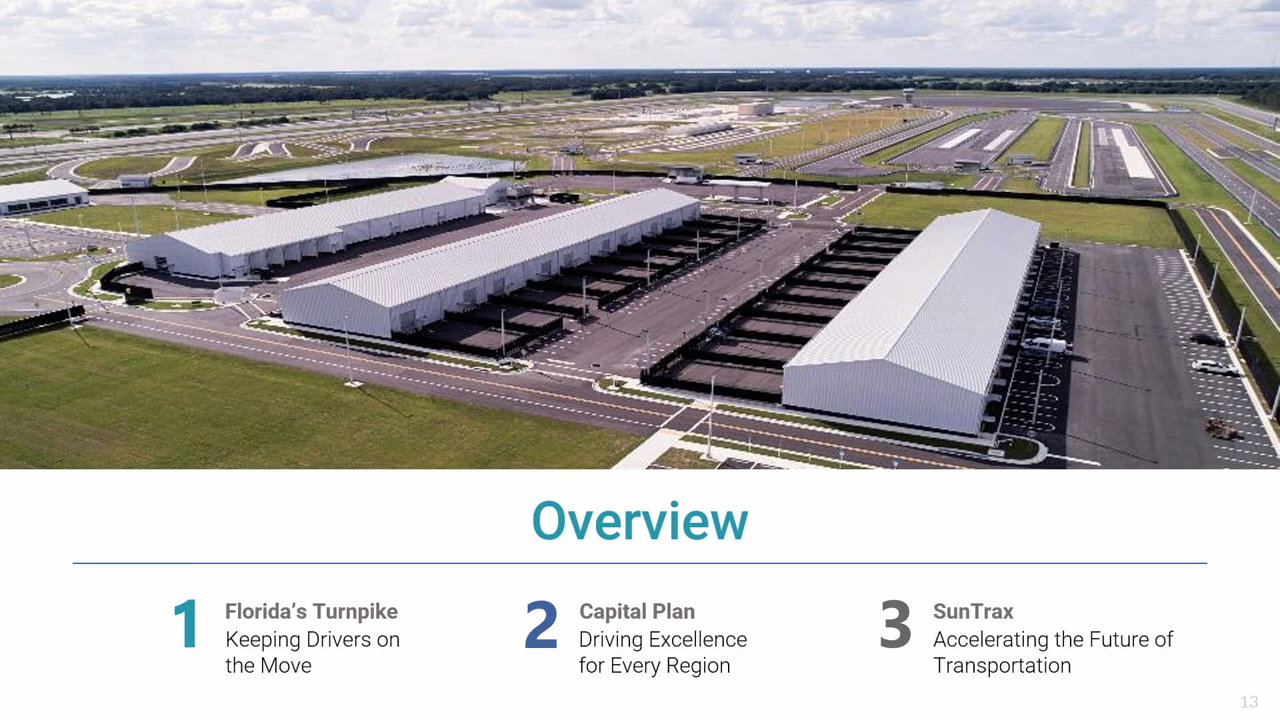 Overview
1
Florida's Turnpike
Keeping Drivers on
the Move
2
Capital Plan
Driving Excellence
for Every Region
3
SunTrax
Accelerating the Future of
Transportation
13